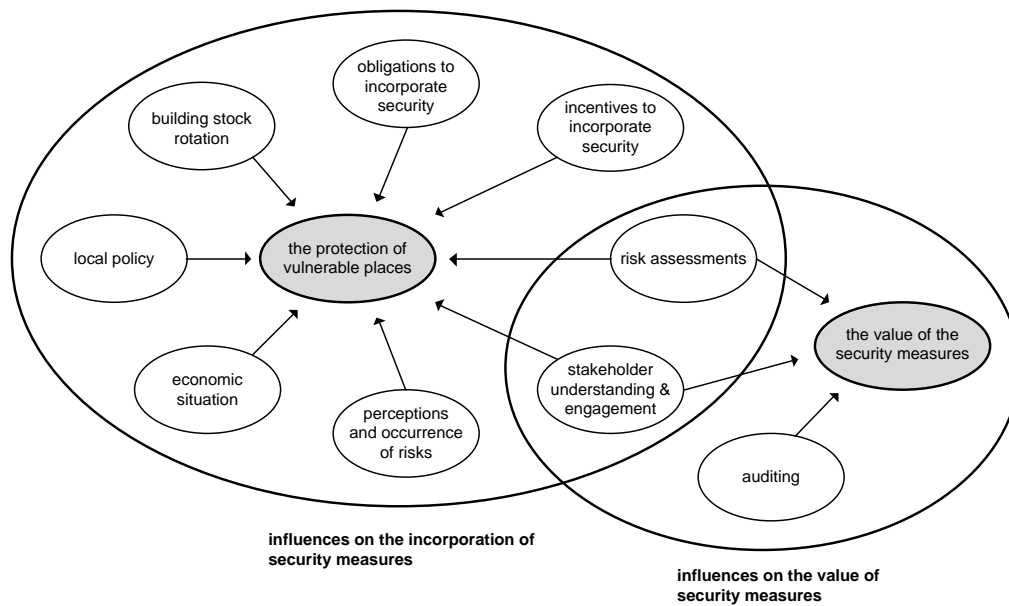 obligations to
incorporate
security
building stock
rotation
incentives to
incorporate
security
local policy
the protection of
vulnerable places
risk assessments
economic
situation
perceptions
and occurrence
of risks
stakeholder
understanding &
engagement
the value of the
security measures
auditing
influences on the incorporation of
security measures
influences on the value of
security measures